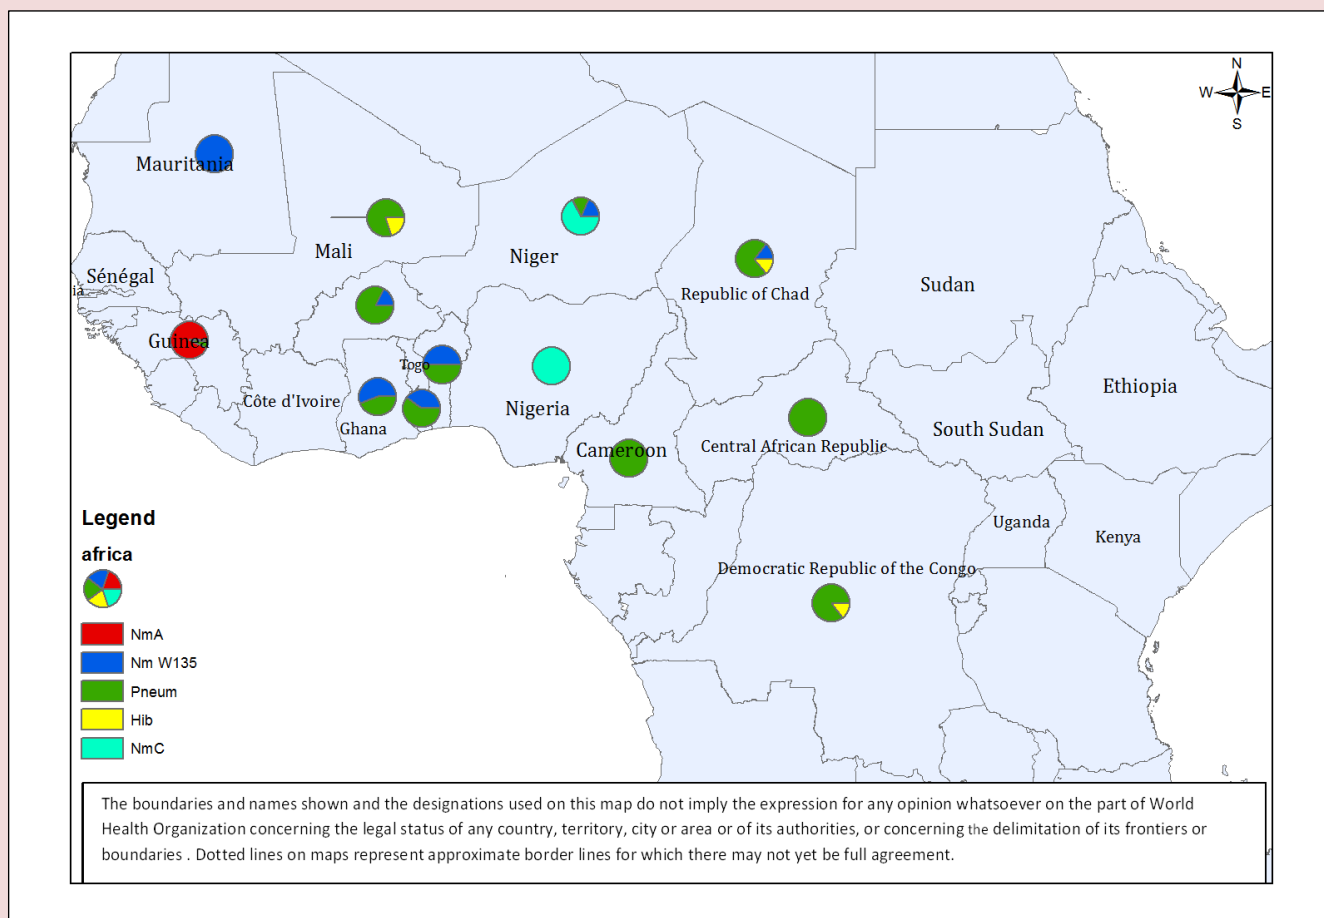 N
W
E
S
Mauritania
Mali
Niger
Sénégal
Republic of Chad
Sudan
Guinea
Togo
Côte d'Ivoire
Ghana
Nigeria
Ethiopia
South Sudan
Cameroon
Central African Republic
Uganda
Kenya
Democratic Republic of the Congo
Legend
africa
NmA
Nm W135
Pneum
Hib
NmC
The boundaries and names shown and the designations used on this map do not imply the expression for any opinion whatsoever on the part of World
Health Organization concerning the legal status of any country, territory, city or area or of its authorities, or concerning the delimitation of its frontiers or
boundaries . Dotted lines on maps represent approximate border lines for which there may not yet be full agreement.